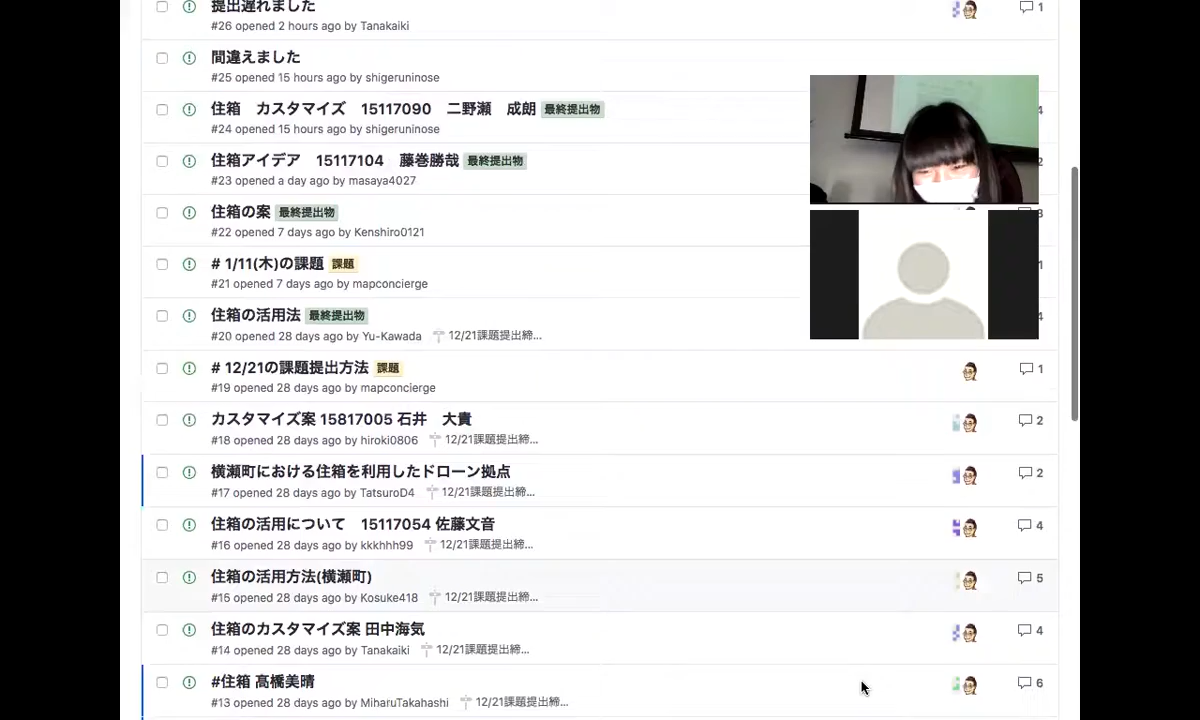 提出遅れました
#26 opened 2 hours ago by Tanakaiki
1
間違えました
#25 opened 15 hours ago by shigeruninose
住箱　カスタマイズ　15117090　二野瀬　成朗 最終提出物
#24 opened 15 hours ago by shigeruninose
4
住箱アイデア　15117104　藤巻勝哉 最終提出物
#23 opened a day ago by masaya4027
2
住箱の案 最終提出物
#22 opened 7 days ago by Kenshiro0121
3
# 1/11(木)の課題 課題
#21 opened 7 days ago by mapconcierge
1
住箱の活用法 最終提出物
#20 opened 28 days ago by Yu-Kawada 12/21課題提出締...
4
# 12/21の課題提出方法 課題
#19 opened 28 days ago by mapconcierge
1
カスタマイズ案 15817005 石井　大貴
#18 opened 28 days ago by hiroki0806 12/21課題提出締...
2
横瀬町における住箱を利用したドローン拠点
#17 opened 28 days ago by TatsuroD4 12/21課題提出締...
2
住箱の活用について　15117054 佐藤文音
#16 opened 28 days ago by kkkhhh99 12/21課題提出締...
4
住箱の活用方法(横瀬町)
#15 opened 28 days ago by Kosuke418 12/21課題提出締...
5
住箱のカスタマイズ案 田中海気
#14 opened 28 days ago by Tanakaiki 12/21課題提出締...
4
#住箱 髙橋美晴
#13 opened 28 days ago by MiharuTakahashi 12/21課題提出締...
6